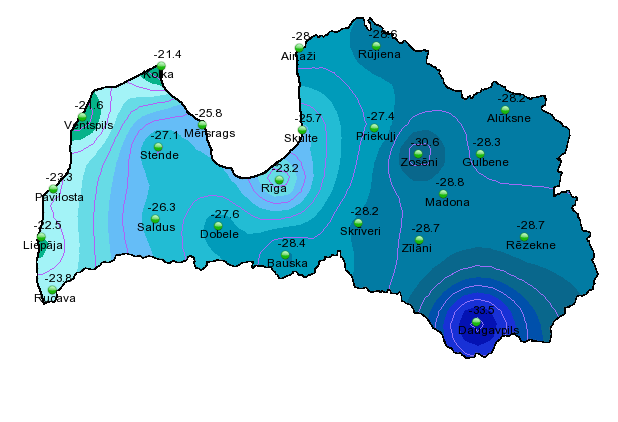 -28
Ainaži
-28.6
Rūjiena
-21.4
Kolka
-21.6
Ventspils
-25.8
Mērsrags
-25.7
Skulte
-27.4
Priekuļi
-28.2
Alūksne
-27.1
Stende
-30.6
Zosēni
-28.3
Gulbene
-22.3
Pāvilosta
-23.2
Rīga
-28.8
Madona
-26.3
Saldus
-27.6
Dobele
-28.2
Skrīveri
-22.5
Liepāja
-28.7
Zīlāni
-28.7
Rēzekne
-28.4
Bauska
-23.8
Rucava
-33.5
Daugavpils